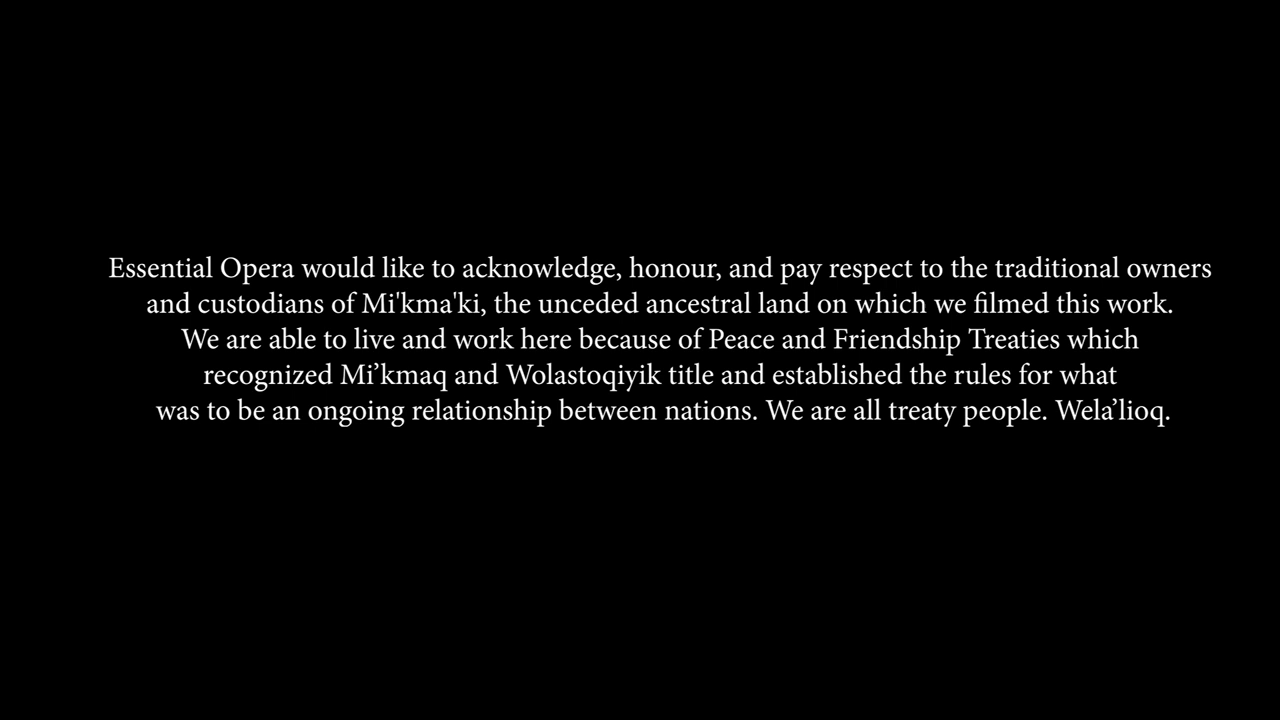 Essential Opera would like to acknowledge, honour, and pay respect to the traditional owners
and custodians of Mi'kma'ki, the unceded ancestral land on which we filmed this work.
We are able to live and work here because of Peace and Friendship Treaties which
recognized Mi’kmaq and Wolastoqiyik title and established the rules for what
was to be an ongoing relationship between nations. We are all treaty people. Wela’lioq.